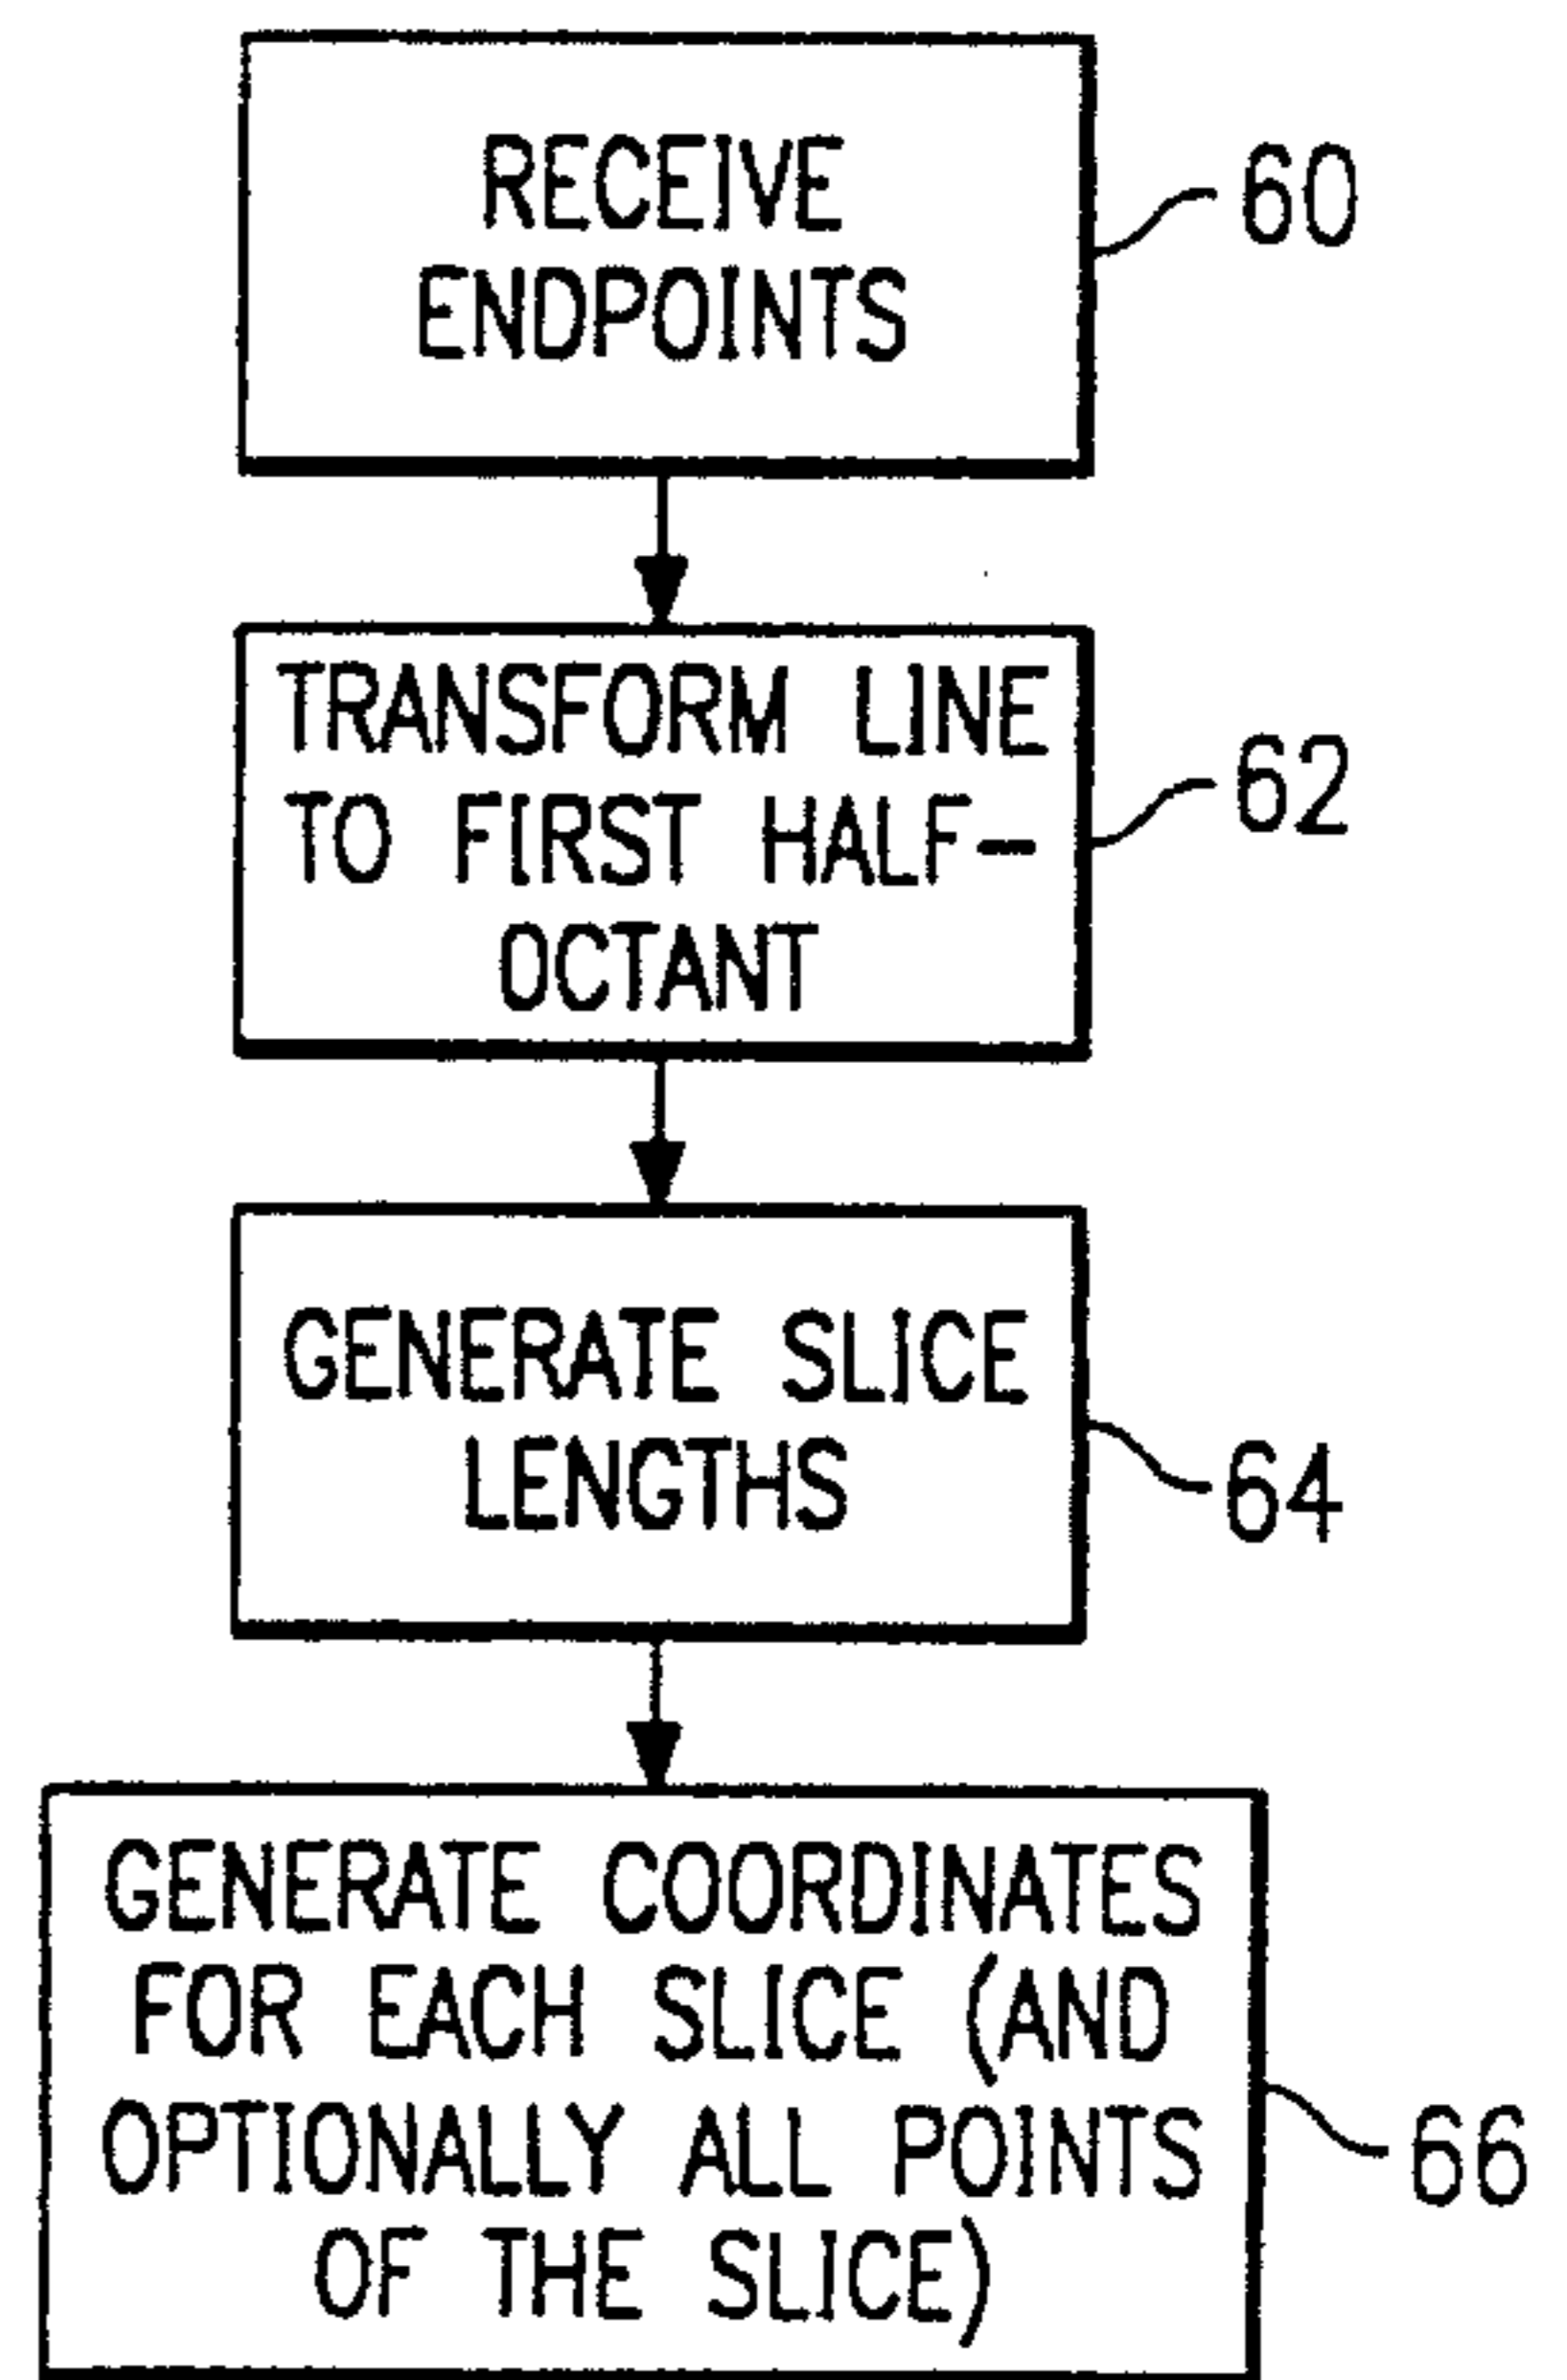 RECEIVE
ENDPOINTS
60
TRANSFORM LINE
TO FIRST HALF-
OCTANT
62
GENERATE SLICE
LENGTHS
64
GENERATE COORDINATES
FOR EACH SLICE (AND
OPTIONALLY ALL POINTS
OF THE SLICE)
66